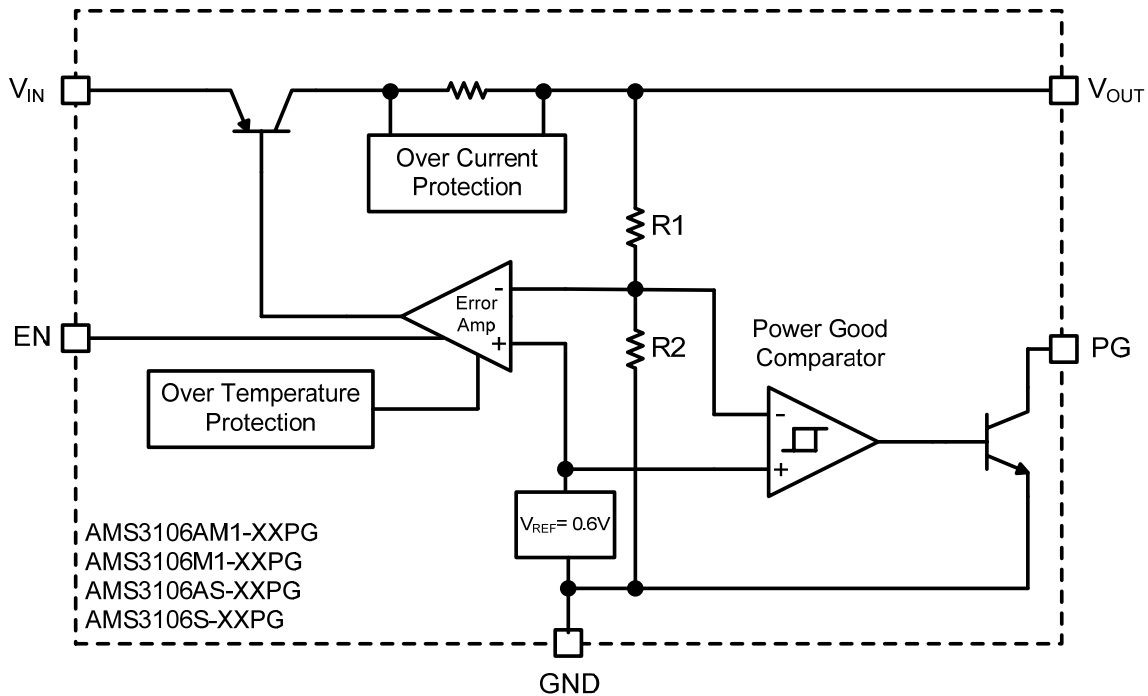 VIN
VOUT
Over Current
Protection
R1
-
Error
Amp
+
EN
R2
Power Good
Comparator
PG
Over Temperature
Protection
-
+
VREF= 0.6V
AMS3106AM1-XXPG
AMS3106M1-XXPG
AMS3106AS-XXPG
AMS3106S-XXPG
GND